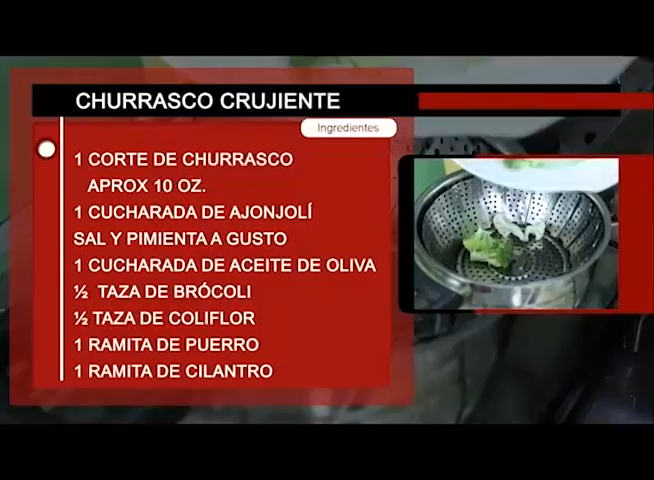 CHURRASCO CRUJIENTE
Ingredientes
1 CORTE DE CHURRASCO
APROX 10 OZ.
1 CUCHARADA DE AJONJOLÍ
SAL Y PIMIENTA A GUSTO
1 CUCHARADA DE ACEITE DE OLIVA
½ TAZA DE BRÓCOLI
½ TAZA DE COLIFLOR
1 RAMITA DE PUERRO
1 RAMITA DE CILANTRO